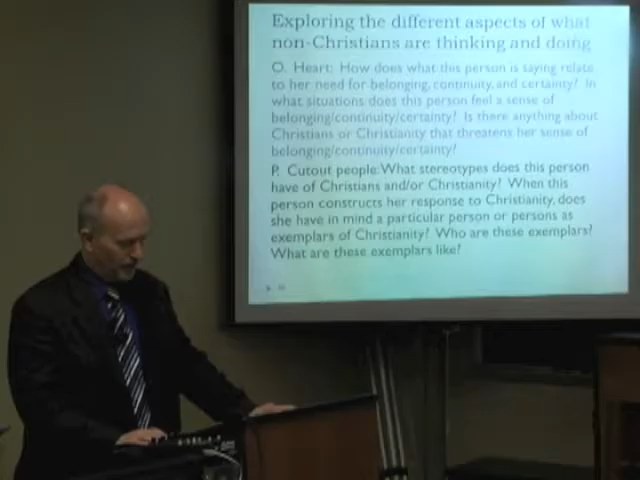 Exploring the different aspects of what
non-Christians are thinking and doing
O. Heart: How does what this person is saying relate
to her need for belonging, continuity, and certainty? In
what situations does this person feel a sense of
belonging/continuity/certainty? Is there anything about
Christians or Christianity that threatens her sense of
belonging/continuity/certainty?
P. Cutout people: What stereotypes does this person
have of Christians and/or Christianity? When this
person constructs her response to Christianity, does
she have in mind a particular person or persons as
exemplars of Christianity? Who are these exemplars?
What are these exemplars like?